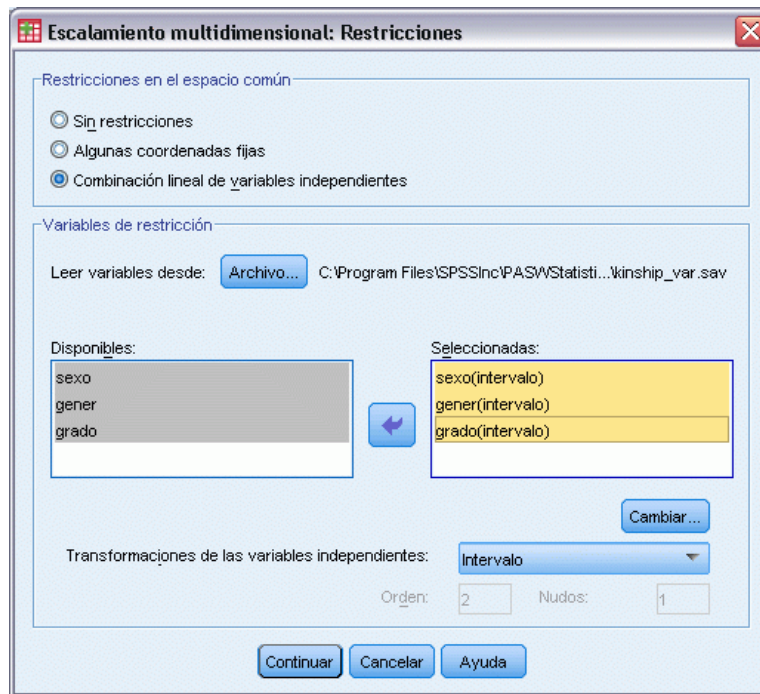 Escalamiento multidimensional: Restricciones
Restricciones en el espacio común
Sin restricciones
Algunas coordenadas fijas
Combinación lineal de variables independientes
Variables de restricción
Leer variables desde: Archivo... C:\Program Files\SPSSInc\PASWStatisti...\kinship_var.sav
Disponibles: Seleccionadas:
sexo sexo(intervalo)
gener gener(intervalo)
grado grado(intervalo)
Cambiar...
Transformaciones de las variables independientes: Intervalo
Orden: 2 Nudos: 1
Continuar Cancelar Ayuda